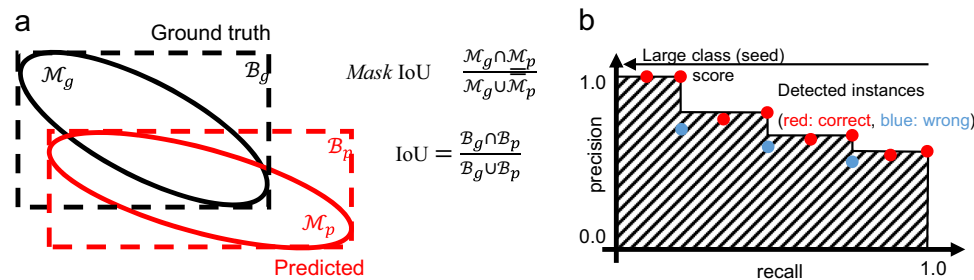 a
Ground truth
ℳg
ℬg
ℬp
ℳp
Predicted
Mask IoU = ℳg∩ℳp / ℳg∪ℳp
IoU = ℬg∩ℬp / ℬg∪ℬp
b
Large class (seed)
score
1.0
Detected instances
(red: correct, blue: wrong)
precision
0.0
recall
1.0